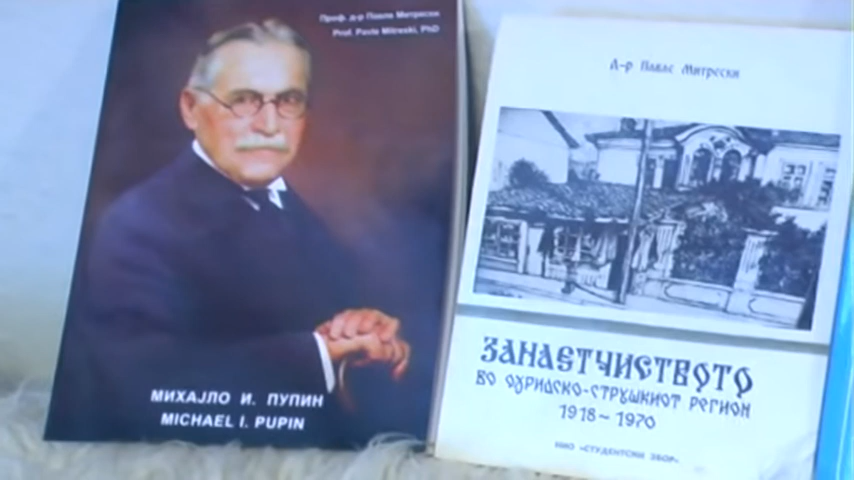 Проф. д-р Павле Митрески
Prof. Pavle Mitreski, PhD
МИХАЈЛО И. ПУПИН
MICHAEL I. PUPIN
Д-р Павле Митрески
ЗАНАЕТЧИСТВОТО
ВО ОХРИДСКО-СТРУШКИОТ РЕГИОН
1918 - 1970
НИО »СТУДЕНТСКИ ЗБОР«